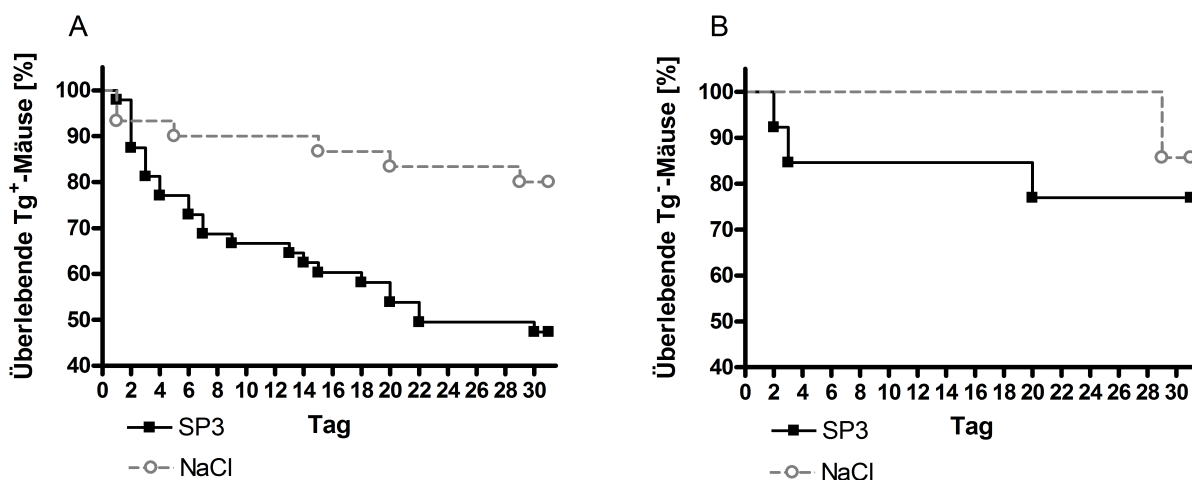 A
Überlebende Tg⁺-Mäuse [%]
100
90
80
70
60
50
40
0 2 4 6 8 10 12 14 16 18 20 22 24 26 28 30
Tag
SP3
NaCl
B
Überlebende Tg⁻-Mäuse [%]
100
90
80
70
60
50
40
0 2 4 6 8 10 12 14 16 18 20 22 24 26 28 30
Tag
SP3
NaCl